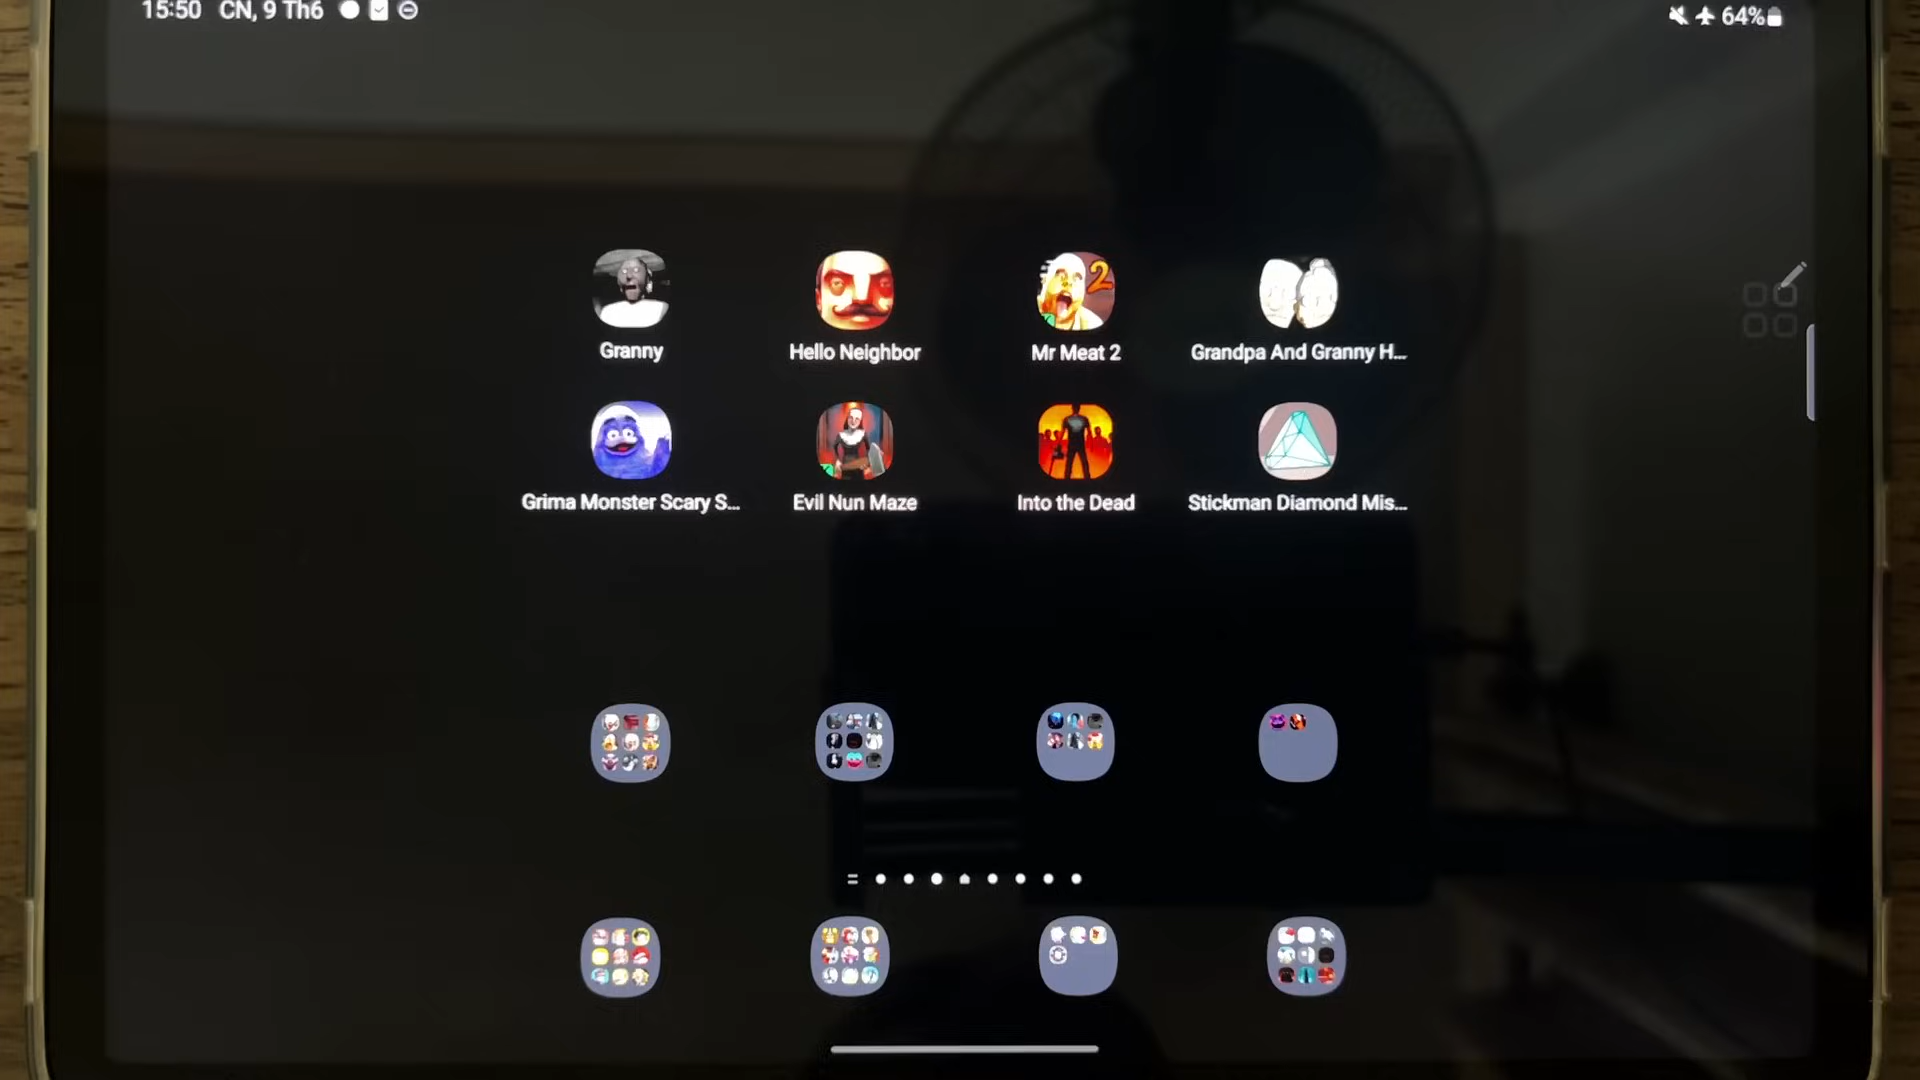 15:50 CN, 9 Th6
64%
2
Granny
Hello Neighbor
Mr Meat 2
Grandpa And Granny H...
Grima Monster Scary S...
Evil Nun Maze
Into the Dead
Stickman Diamond Mis...